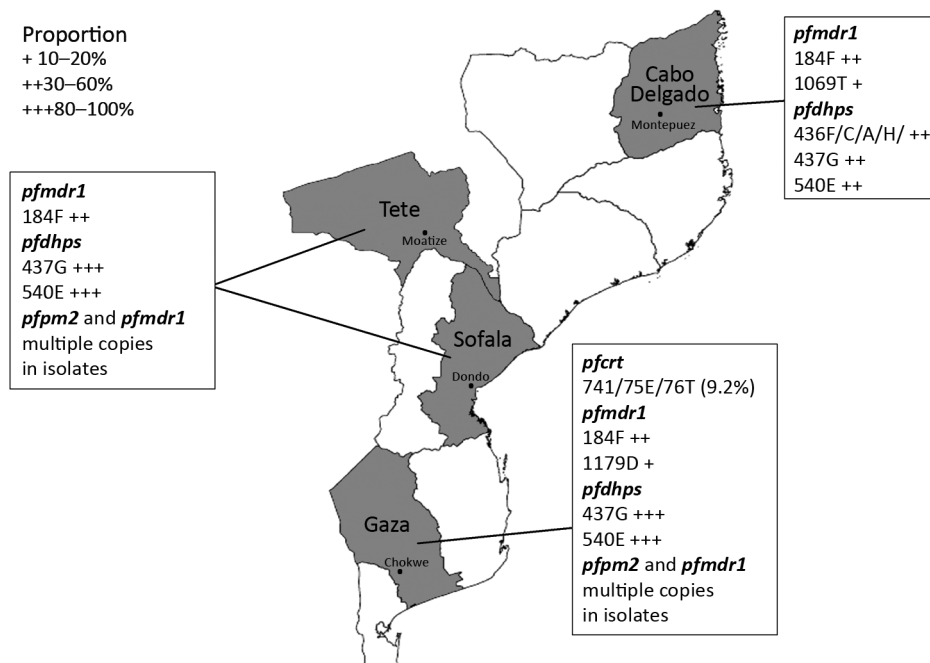 Proportion
+ 10–20%
++30–60%
+++80–100%
pfmdr1
184F ++
1069T +
pfdhps
436F/C/A/H/ ++
437G ++
540E ++
Cabo
Delgado
Montepuez
pfmdr1
184F ++
pfdhps
437G +++
540E +++
pfpm2 and pfmdr1
multiple copies
in isolates
Tete
Moatize
Sofala
Dondo
pfcrt
741/75E/76T (9.2%)
pfmdr1
184F ++
1179D +
pfdhps
437G +++
540E +++
pfpm2 and pfmdr1
multiple copies
in isolates
Gaza
Chokwe